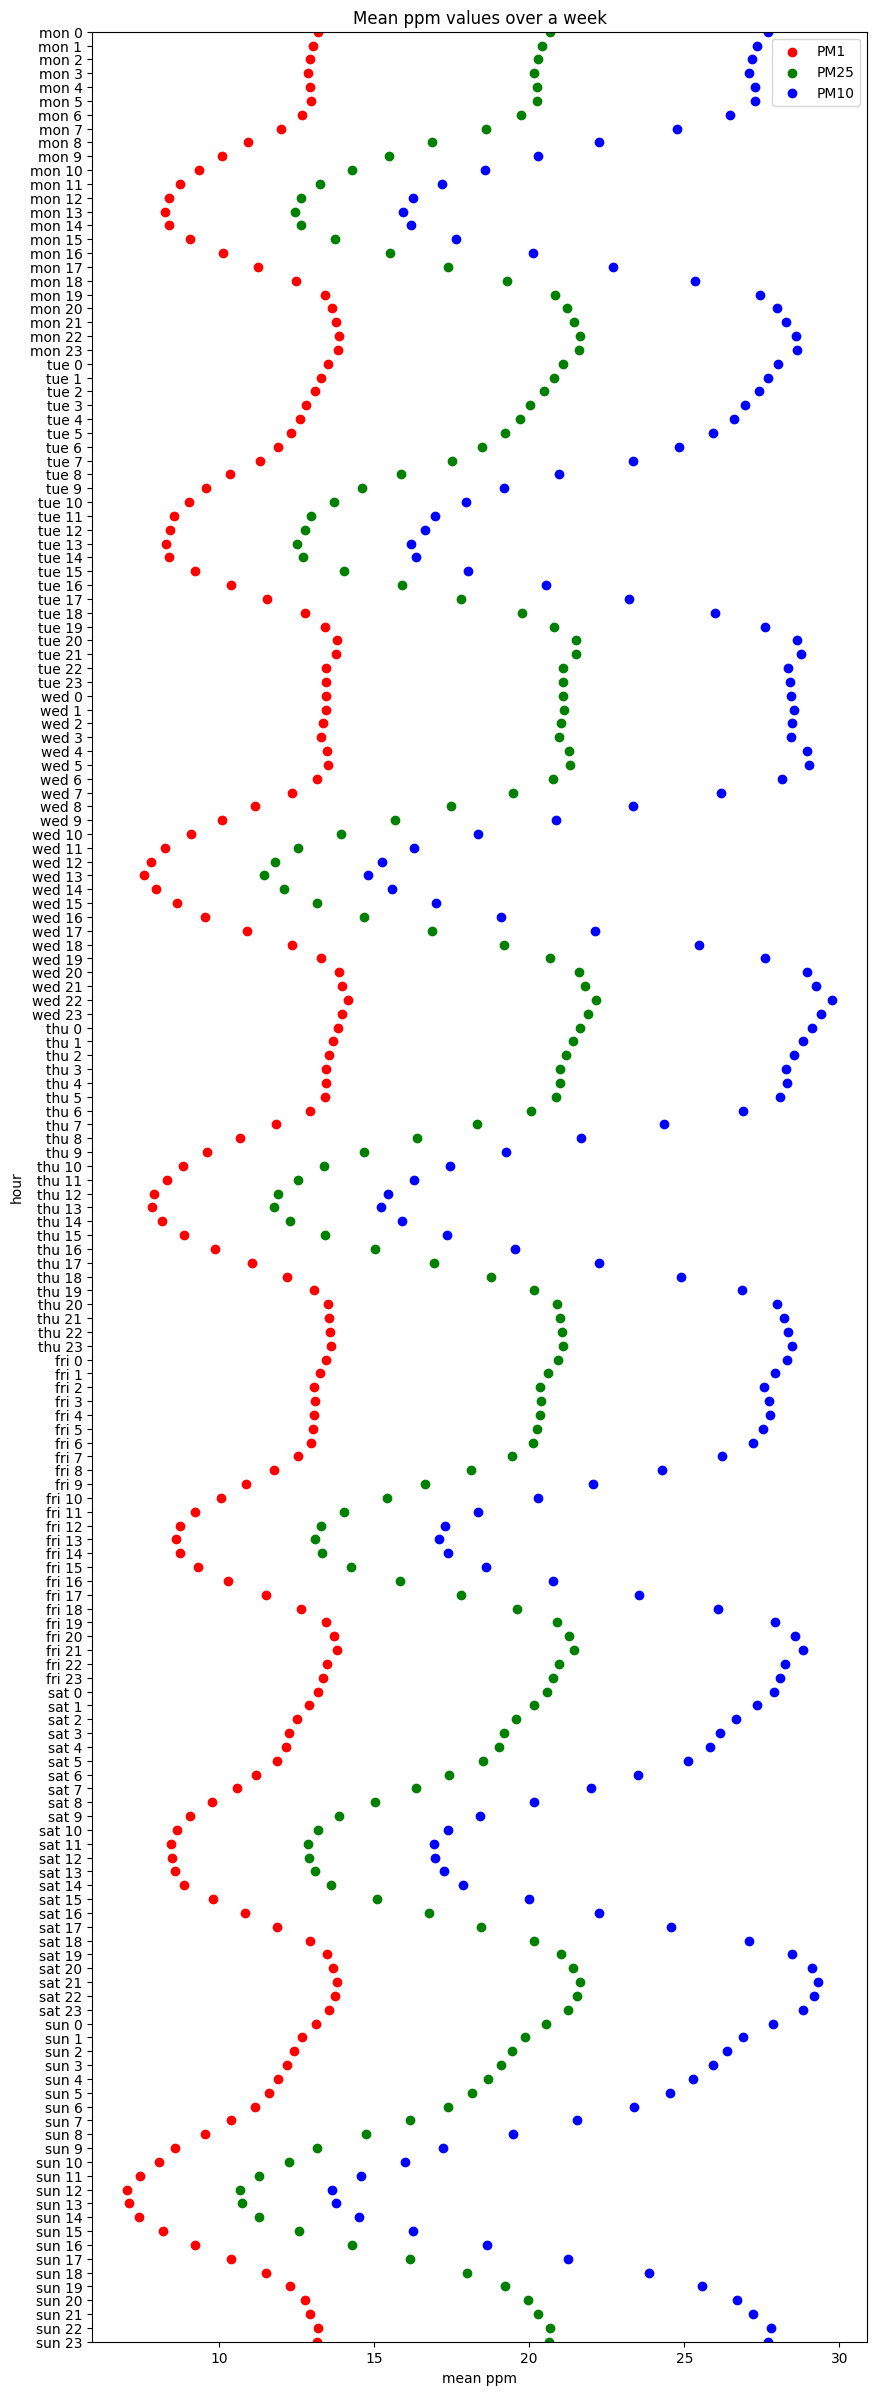 Mean ppm values over a week
PM1
PM25
PM10
mon 0
mon 1
mon 2
mon 3
mon 4
mon 5
mon 6
mon 7
mon 8
mon 9
mon 10
mon 11
mon 12
mon 13
mon 14
mon 15
mon 16
mon 17
mon 18
mon 19
mon 20
mon 21
mon 22
mon 23
tue 0
tue 1
tue 2
tue 3
tue 4
tue 5
tue 6
tue 7
tue 8
tue 9
tue 10
tue 11
tue 12
tue 13
tue 14
tue 15
tue 16
tue 17
tue 18
tue 19
tue 20
tue 21
tue 22
tue 23
wed 0
wed 1
wed 2
wed 3
wed 4
wed 5
wed 6
wed 7
wed 8
wed 9
wed 10
wed 11
wed 12
wed 13
wed 14
wed 15
wed 16
wed 17
wed 18
wed 19
wed 20
wed 21
wed 22
wed 23
thu 0
thu 1
thu 2
thu 3
thu 4
thu 5
thu 6
thu 7
thu 8
thu 9
thu 10
thu 11
thu 12
thu 13
thu 14
thu 15
thu 16
thu 17
thu 18
thu 19
thu 20
thu 21
thu 22
thu 23
fri 0
fri 1
fri 2
fri 3
fri 4
fri 5
fri 6
fri 7
fri 8
fri 9
fri 10
fri 11
fri 12
fri 13
fri 14
fri 15
fri 16
fri 17
fri 18
fri 19
fri 20
fri 21
fri 22
fri 23
sat 0
sat 1
sat 2
sat 3
sat 4
sat 5
sat 6
sat 7
sat 8
sat 9
sat 10
sat 11
sat 12
sat 13
sat 14
sat 15
sat 16
sat 17
sat 18
sat 19
sat 20
sat 21
sat 22
sat 23
sun 0
sun 1
sun 2
sun 3
sun 4
sun 5
sun 6
sun 7
sun 8
sun 9
sun 10
sun 11
sun 12
sun 13
sun 14
sun 15
sun 16
sun 17
sun 18
sun 19
sun 20
sun 21
sun 22
sun 23
hour
10 15 20 25 30
mean ppm